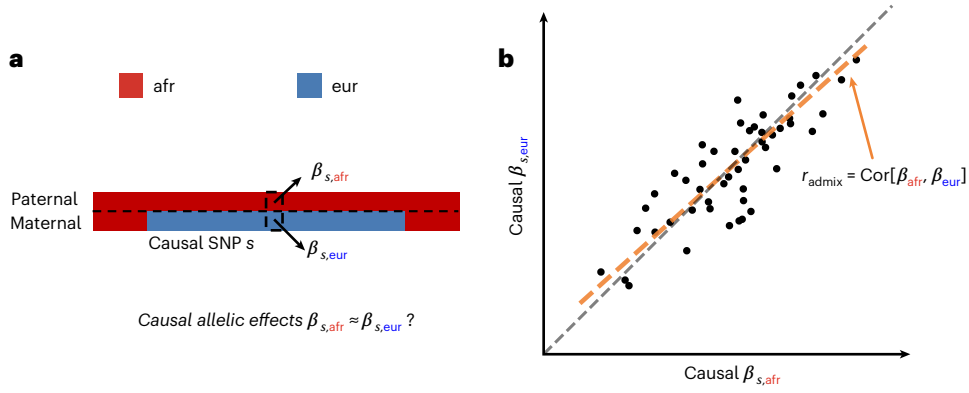 a
afr
eur
Paternal
Maternal
β s,afr
Causal SNP s
β s,eur
Causal allelic effects β s,afr ≈ β s,eur ?
b
Causal β s,eur
r admix = Cor[β afr, β eur]
Causal β s,afr